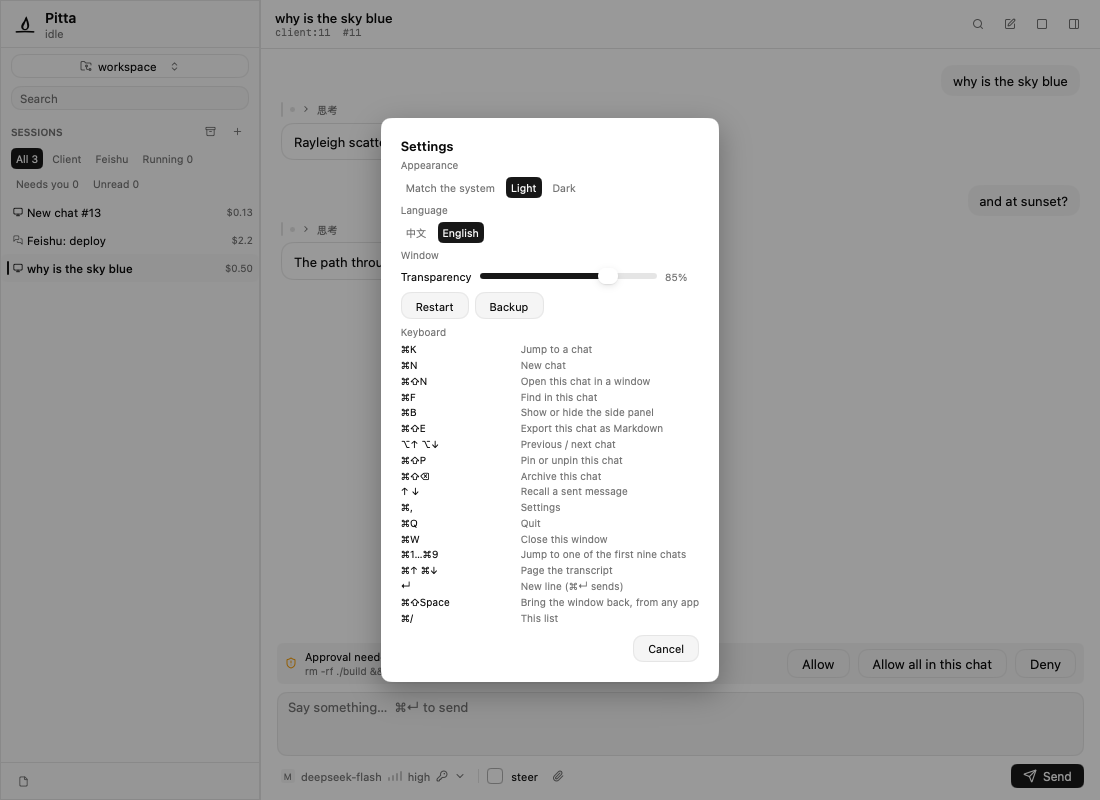 Pitta
idle
workspace
Search
SESSIONS
All 3 Client Feishu Running 0
Needs you 0 Unread 0
New chat #13 $0.13
Feishu: deploy $2.2
why is the sky blue $0.50
why is the sky blue
client:11 #11
why is the sky blue
思考
Rayleigh
and at sunset?
思考
The path
Settings
Appearance
Match the system Light Dark
Language
中文 English
Window
Transparency 85%
Restart Backup
Keyboard
⌘K Jump to a chat
⌘N New chat
⌘⇧N Open this chat in a window
⌘F Find in this chat
⌘B Show or hide the side panel
⌘⇧E Export this chat as Markdown
⌥↑ ⌥↓ Previous / next chat
⌘⇧P Pin or unpin this chat
⌘⇧⌫ Archive this chat
↑ ↓ Recall a sent message
⌘, Settings
⌘Q Quit
⌘W Close this window
⌘1…⌘9 Jump to one of the first nine chats
⌘↑ ⌘↓ Page the transcript
↵ New line (⌘↵ sends)
⌘⇧Space Bring the window back, from any app
⌘/ This list
Cancel
Approval
rm -rf ./build
Allow Allow all in this chat Deny
Say something… ⌘↵ to send
M deepseek-flash high steer
Send